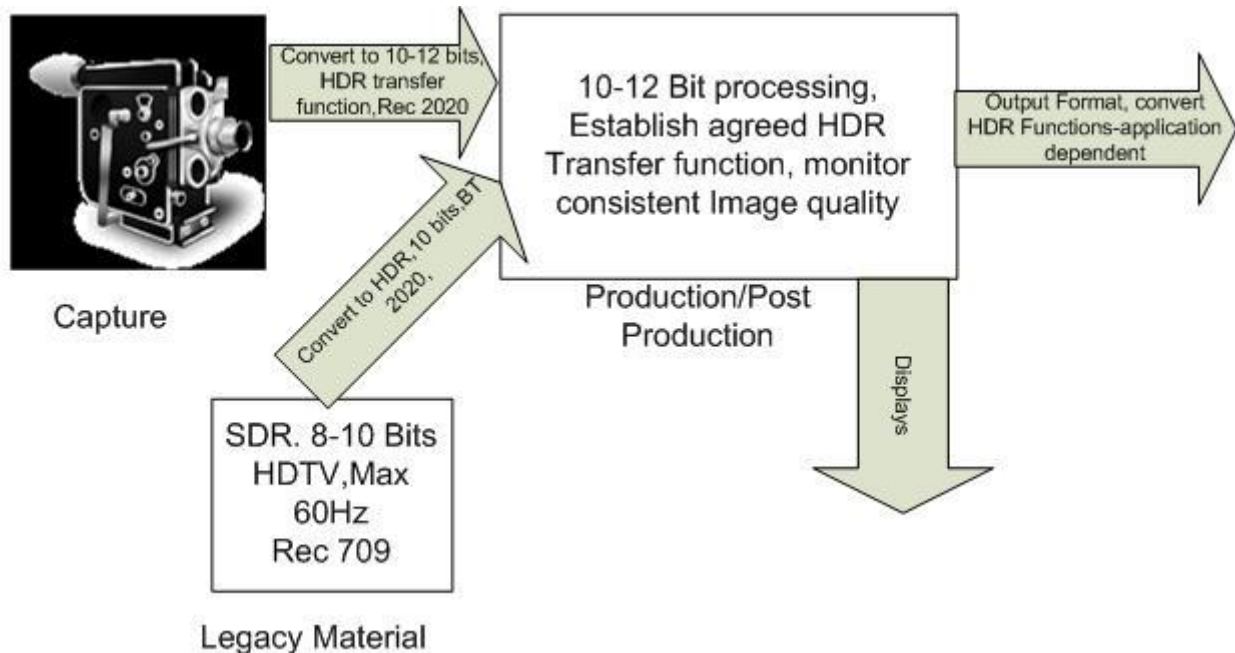 Convert to 10-12 bits,
HDR transfer
function,Rec 2020
10-12 Bit processing,
Establish agreed HDR
Transfer function, monitor
consistent Image quality
Output Format, convert
HDR Functions-application
dependent
Capture
Convert to HDR,10 bits,BT
2020,
Production/Post
Production
Displays
SDR. 8-10 Bits
HDTV,Max
60Hz
Rec 709
Legacy Material